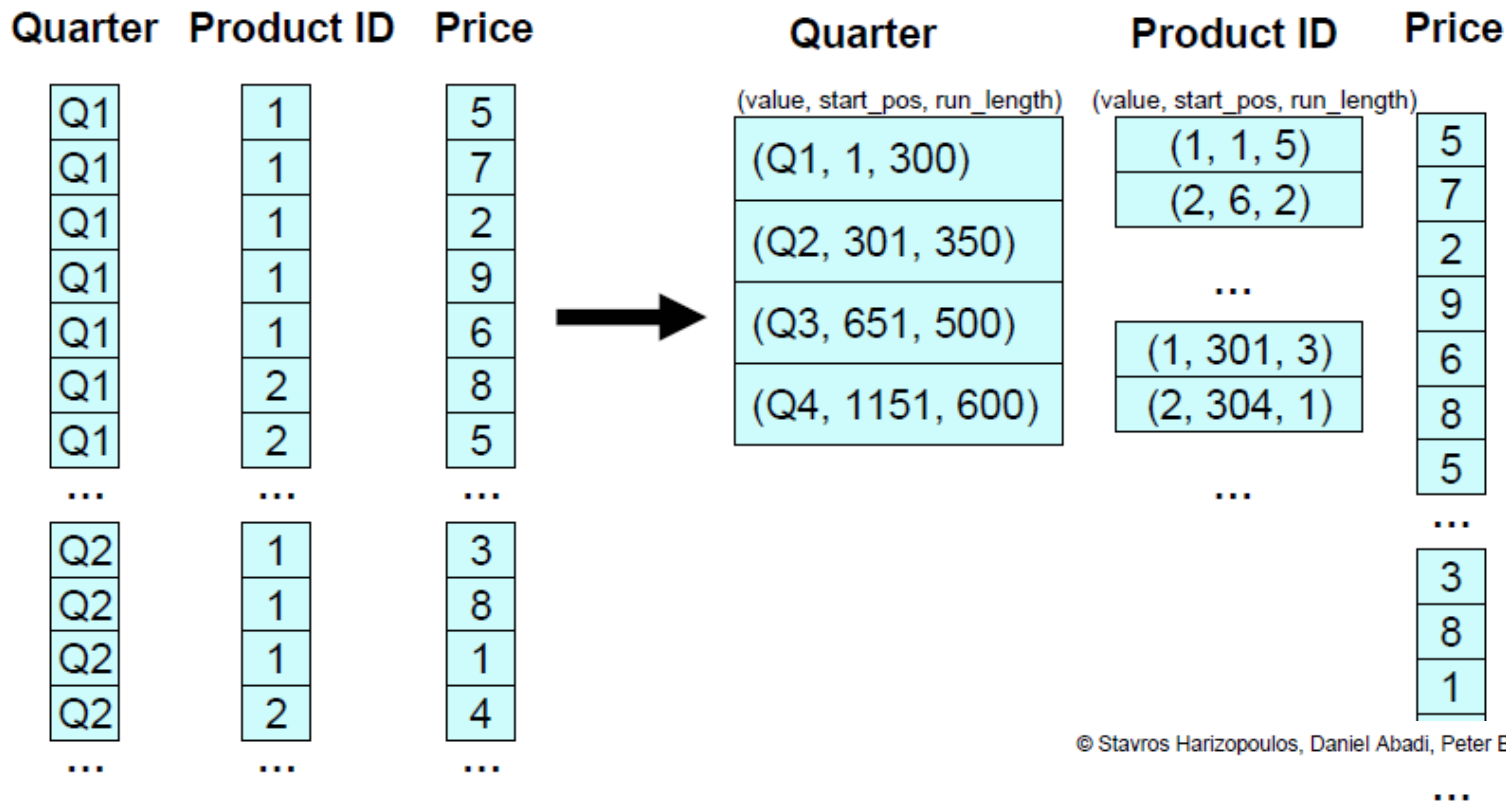 Quarter Product ID Price Quarter Product ID Price
(value, start_pos, run_length) (value, start_pos, run_length)
Q1 1 5
Q1 1 7
Q1 1 2
Q1 1 9
Q1 1 6
Q1 2 8
Q1 2 5
... ... ...
Q2 1 3
Q2 1 8
Q2 1 1
Q2 2 4
... ... ...
(Q1, 1, 300)
(Q2, 301, 350)
(Q3, 651, 500)
(Q4, 1151, 600)
(1, 1, 5)
(2, 6, 2)
...
(1, 301, 3)
(2, 304, 1)
...
5
7
2
9
6
8
5
...
3
8
1
© Stavros Harizopoulos, Daniel Abadi, Peter
...